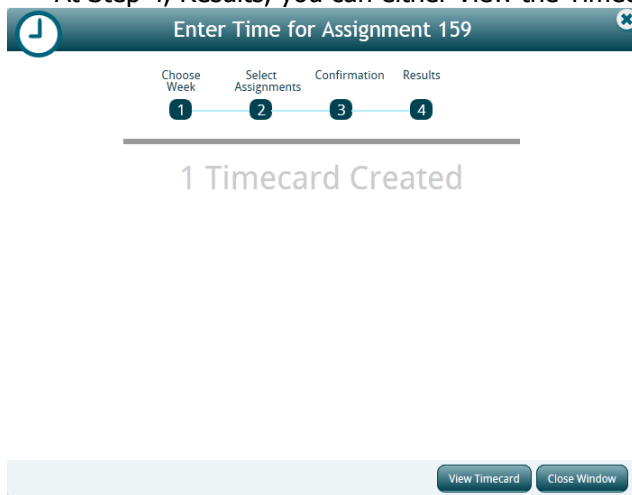 At Step 4, Results, you can either View the Timec
Enter Time for Assignment 159
Choose Week
Select Assignments
Confirmation
Results
1
2
3
4
1 Timecard Created
View Timecard
Close Window